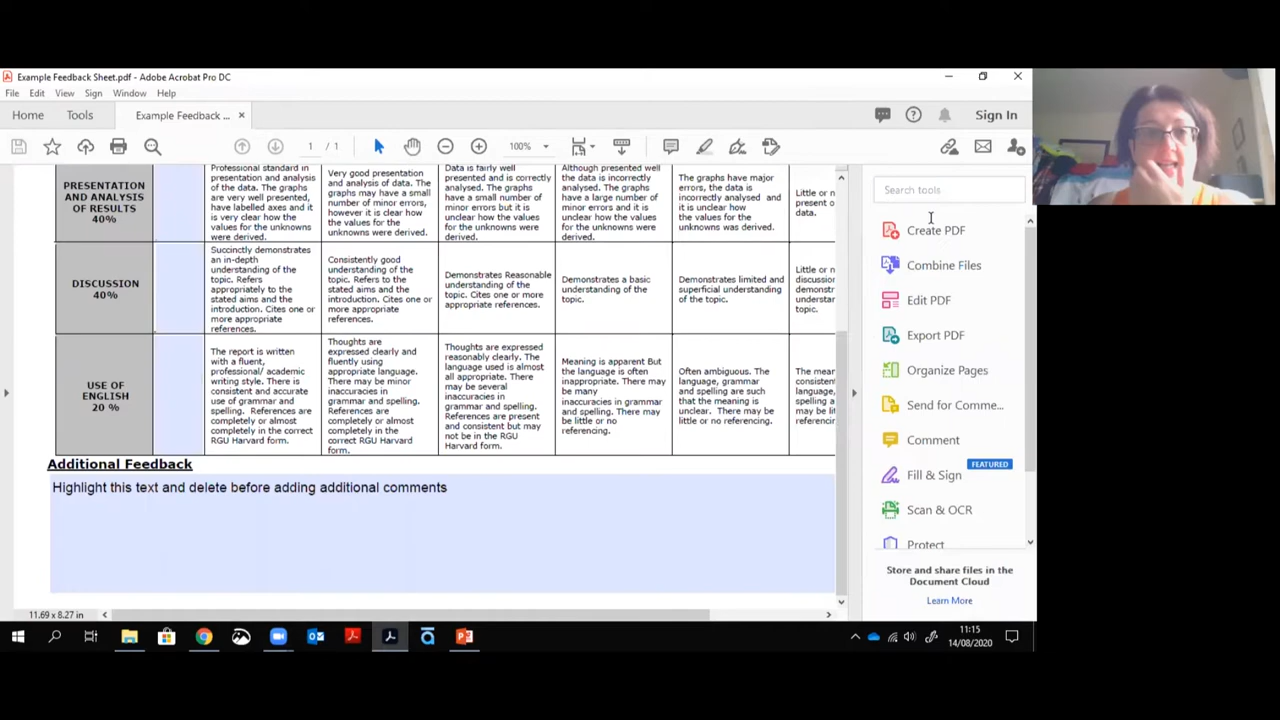 Example Feedback Sheet.pdf - Adobe Acrobat Pro DC
File Edit View Window Sign Help
Home Tools Example Feedback ... × Sign In
1 / 1 100%
PRESENTATION
AND ANALYSIS
OF RESULTS
40%
Professional standard in
presentation and analysis
of the data. The graphs
are very well presented,
have labelled axes and it
is very clear how the
values for the
unknowns were derived.
Very good presentation
and analysis of data. The
graphs may have a small
number of minor errors,
however it is clear how the
values for the unknowns
were derived.
Data is fairly well
presented and is correctly
analysed. The graphs
have a small number of
minor errors but it is
unclear how the values for
the unknowns were
derived.
Although presented well
the data is incorrectly
analysed. The graphs
have a large number of
minor errors and it is
unclear how the values for
the unknowns were
derived.
The graphs have major
errors, the data is
incorrectly analysed and
it is unclear how
the values for the
unknowns was derived.
Little or n
present o
data.
DISCUSSION
40%
Succinctly demonstrates
an in-depth
understanding of the
topic. Refers
appropriately to the
stated aims and the
introduction. Cites one or
more appropriate
references.
Consistently good
understanding of the
topic. Refers to the
stated aims and the
introduction. Cites one or
more appropriate
references.
Demonstrates Reasonable
understanding of the
topic. Cites one or more
appropriate references.
Demonstrates a basic
understanding of the
topic.
Demonstrates limited and
superficial understanding
of the topic.
Little or n
discussion
demonstr
understan
topic.
USE OF
ENGLISH
20 %
The report is written
with a fluent,
professional/ academic
writing style. There is
consistent and accurate
use of grammar and
spelling. References are
completely or almost
completely in the correct
RGU Harvard form.
Thoughts are
expressed clearly and
fluently using
appropriate language.
There may be minor
inaccuracies in
grammar and spelling.
References are
completely or almost
completely in the
correct RGU Harvard
form.
Thoughts are expressed
reasonably clearly. The
language used is almost
all appropriate. There
may be several
inaccuracies in
grammar and spelling.
References are present
and consistent but may
not be in the RGU
Harvard form.
Meaning is apparent But
the language is often
inappropriate. There may
be many
inaccuracies in grammar
and spelling. There may
be little or no
referencing.
Often ambiguous. The
language, grammar
and spelling are such
that the meaning is
unclear. There may be
little or no referencing.
The mean
consistent
language,
spelling a
may be lit
referencin
Additional Feedback
Highlight this text and delete before adding additional comments
11.69 x 8.27 in
Search tools
Create PDF
Combine Files
Edit PDF
Export PDF
Organize Pages
Send for Comme...
Comment
FEATURED
Fill & Sign
Scan & OCR
Protect
Store and share files in the
Document Cloud
Learn More
11:15
14/08/2020